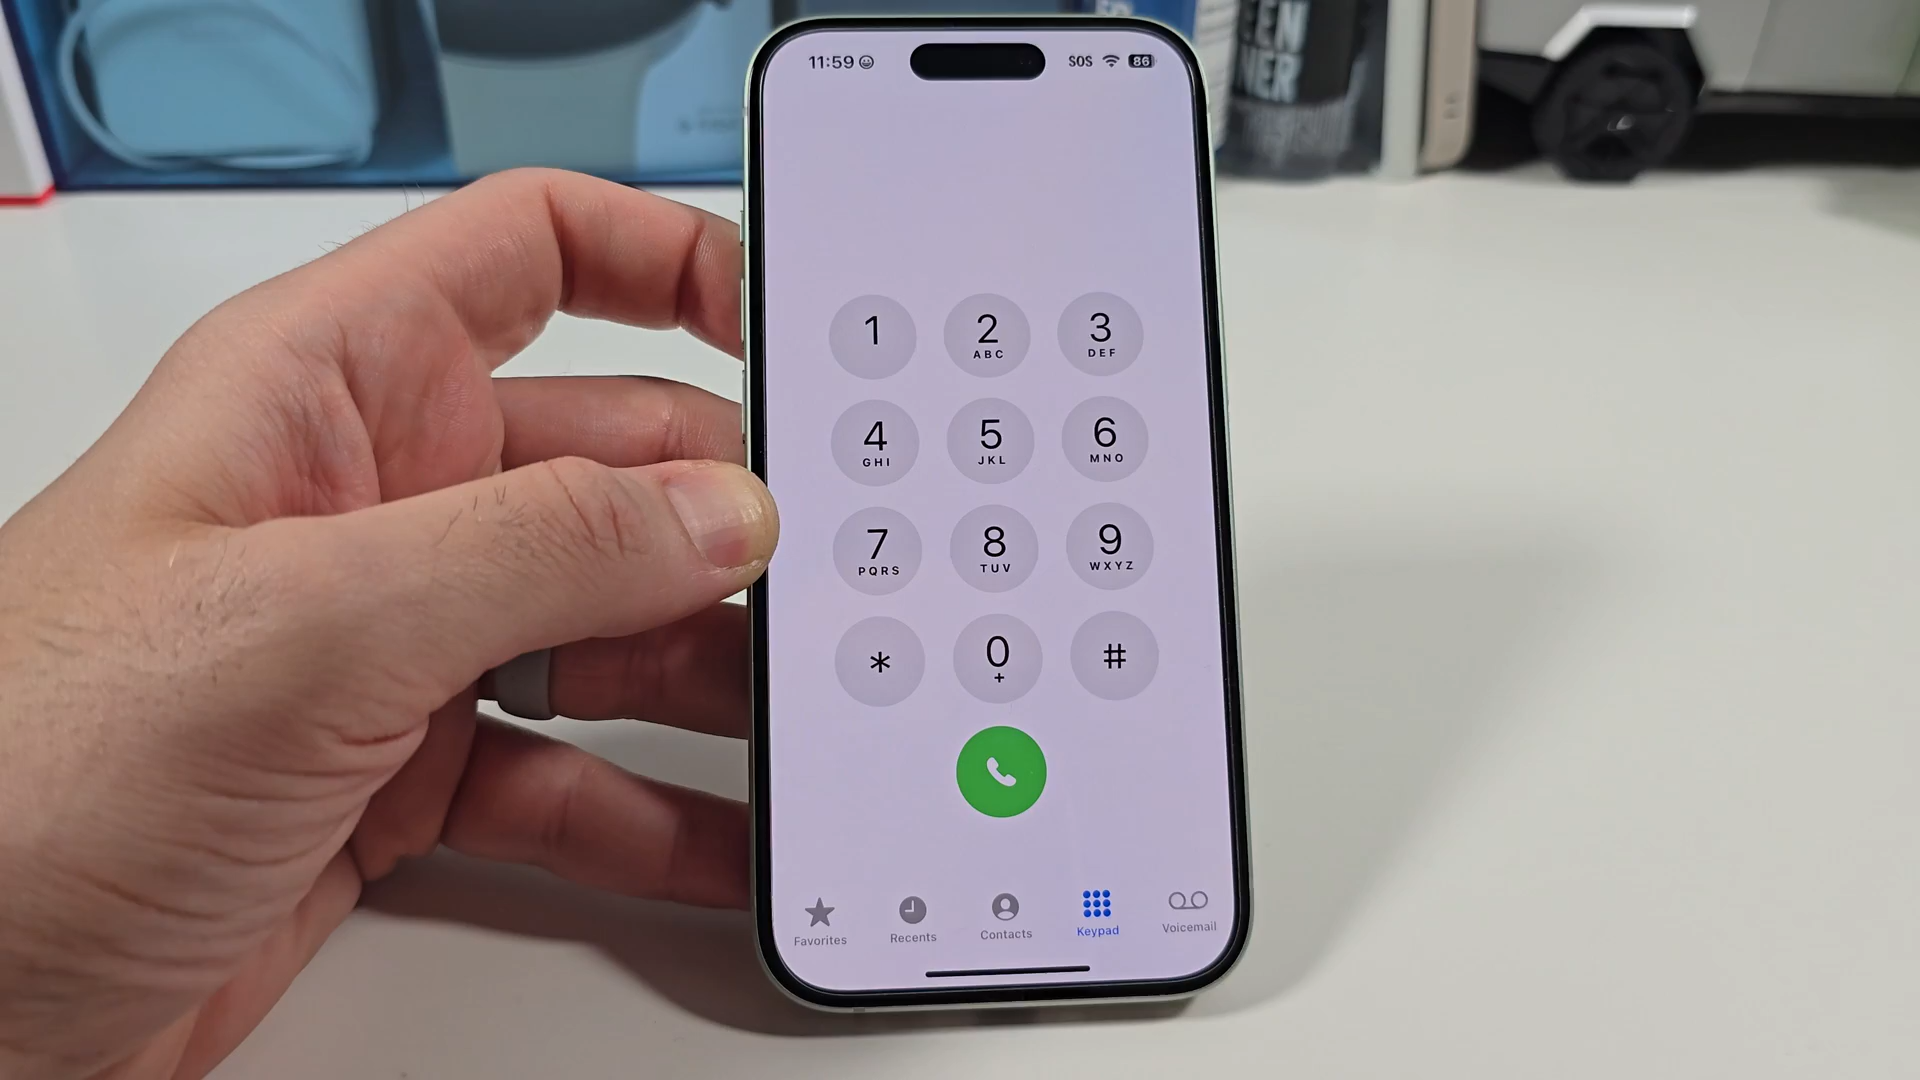 11:59 SOS 86
1 2 3
ABC DEF
4 5 6
GHI JKL MNO
7 8 9
PQRS TUV WXYZ
* 0 #
+
Favorites Recents Contacts Keypad Voicemail